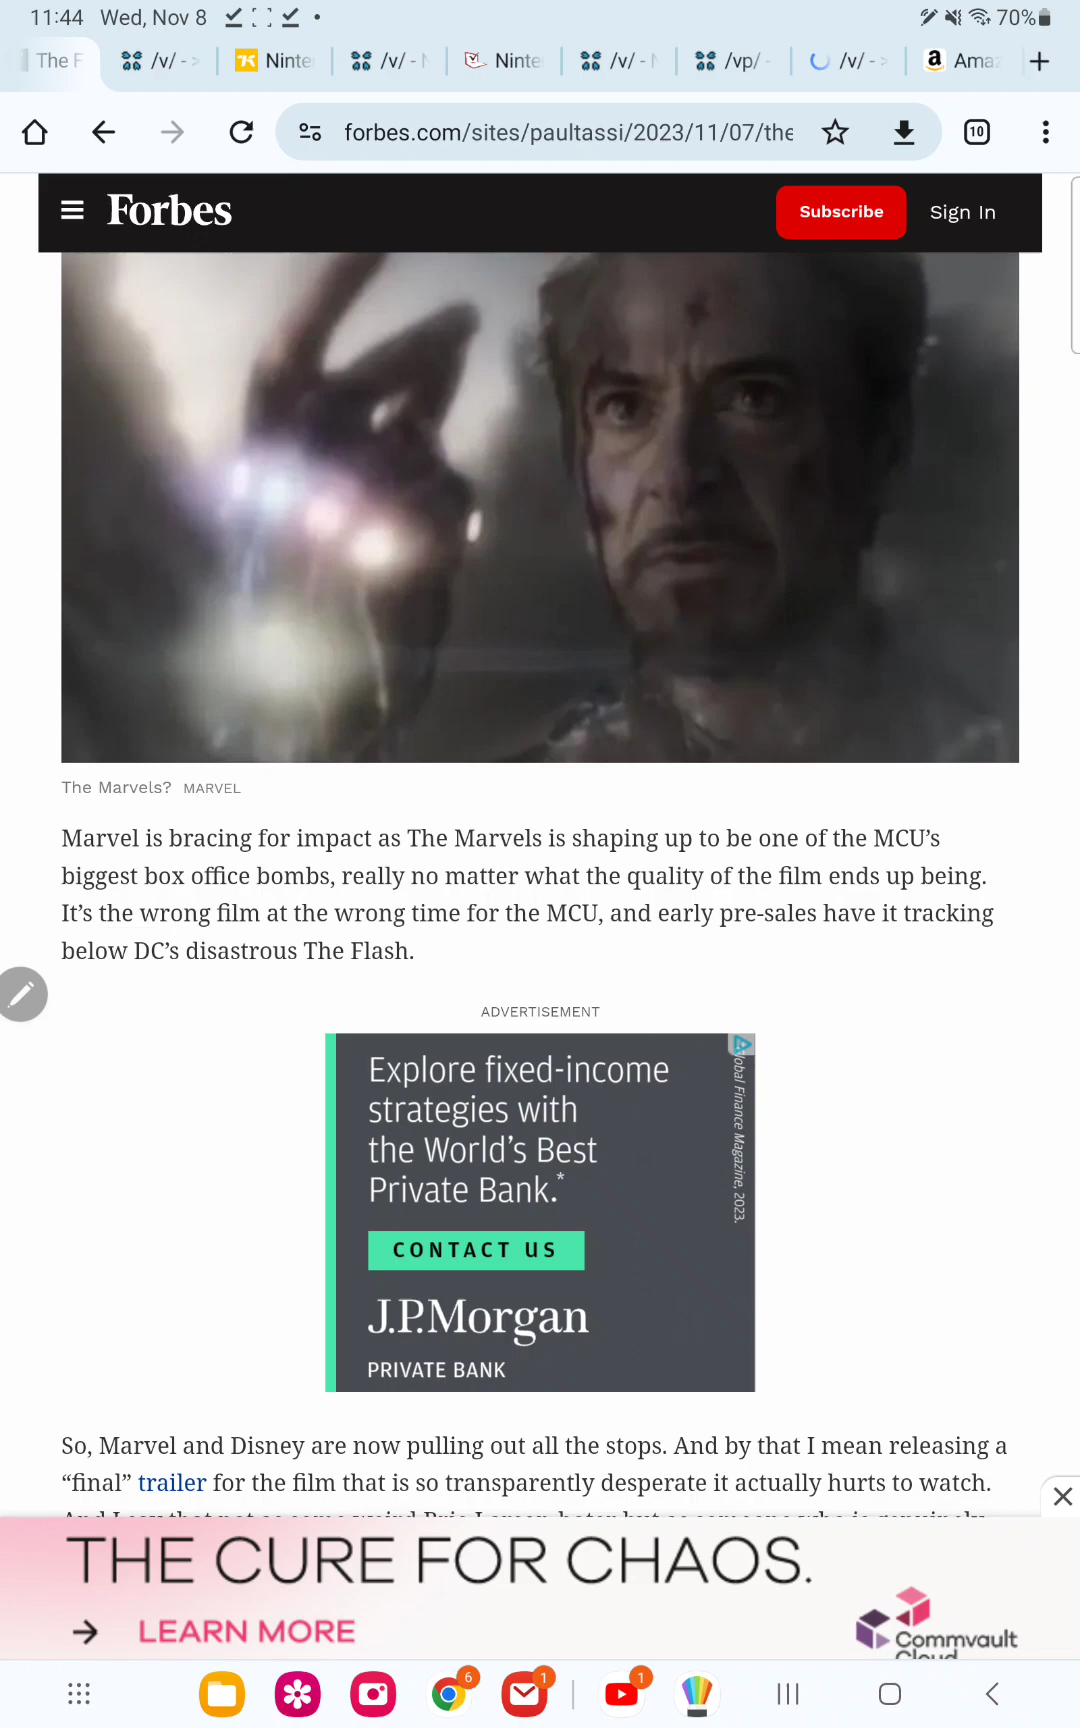 11:44 Wed, Nov 8
70%
The F
/v/ - >
Ninte
/v/ - N
Ninte
/v/ - N
/vp/ -
/v/ - >
Ama
forbes.com/sites/paultassi/2023/11/07/the
10
Forbes
Subscribe
Sign In
The Marvels? MARVEL
Marvel is bracing for impact as The Marvels is shaping up to be one of the MCU’s
biggest box office bombs, really no matter what the quality of the film ends up being.
It’s the wrong film at the wrong time for the MCU, and early pre-sales have it tracking
below DC’s disastrous The Flash.
ADVERTISEMENT
Explore fixed-income
strategies with
the World’s Best
Private Bank.*
CONTACT US
J.P.Morgan
PRIVATE BANK
lobal Finance Magazine, 2023.
So, Marvel and Disney are now pulling out all the stops. And by that I mean releasing a
“final” trailer for the film that is so transparently desperate it actually hurts to watch.
THE CURE FOR CHAOS.
LEARN MORE
Commvault
Cloud
6
1
1